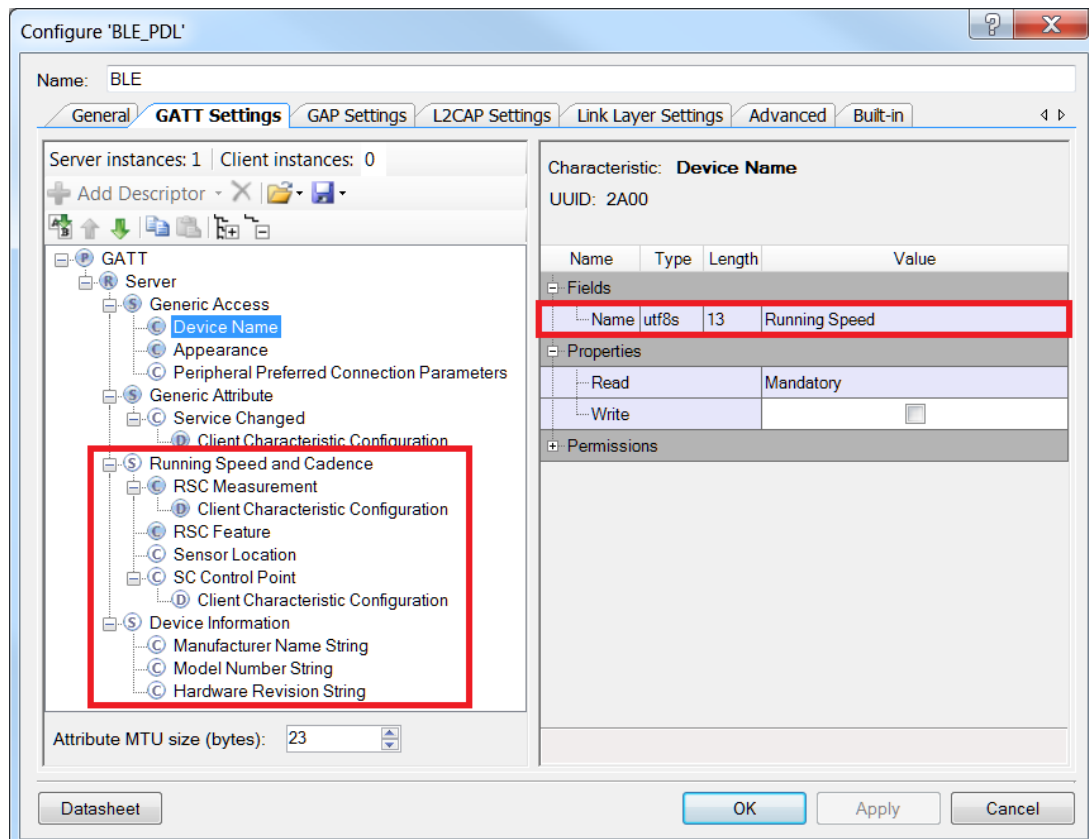 Configure 'BLE_PDL'
Name: BLE
General GATT Settings GAP Settings L2CAP Settings Link Layer Settings Advanced Built-in
Server instances: 1 Client instances: 0
Add Descriptor
GATT
Server
Generic Access
Device Name
Appearance
Peripheral Preferred Connection Parameters
Generic Attribute
Service Changed
Client Characteristic Configuration
Running Speed and Cadence
RSC Measurement
Client Characteristic Configuration
RSC Feature
Sensor Location
SC Control Point
Client Characteristic Configuration
Device Information
Manufacturer Name String
Model Number String
Hardware Revision String
Attribute MTU size (bytes): 23
Characteristic: Device Name
UUID: 2A00
Name Type Length Value
Fields
Name utf8s 13 Running Speed
Properties
Read Mandatory
Write
Permissions
Datasheet OK Apply Cancel